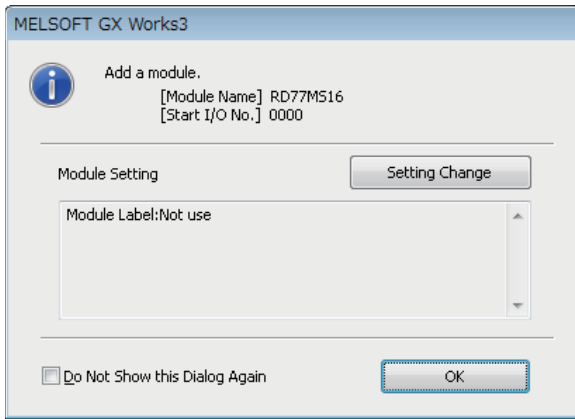 MELSOFT GX Works3
Add a module.
[Module Name] RD77MS16
[Start I/O No.] 0000
Module Setting
Setting Change
Module Label:Not use
Do Not Show this Dialog Again
OK